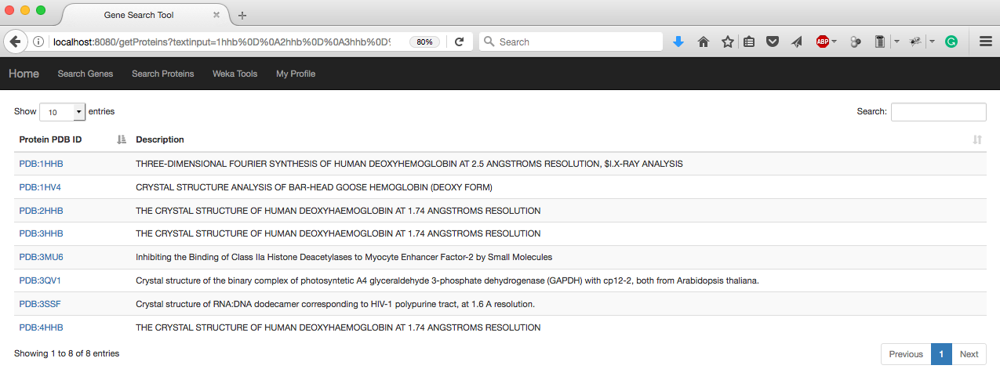 Gene Search Tool
localhost:8080/getProteins?textinput=1hhb%0D%0A2hhb%0D%0A3hhb%0D% 80% Search ABP
Home Search Genes Search Proteins Weka Tools My Profile
Show 10 entries Search:
Protein PDB ID Description
PDB:1HHB THREE-DIMENSIONAL FOURIER SYNTHESIS OF HUMAN DEOXYHEMOGLOBIN AT 2.5 ANGSTROMS RESOLUTION, $I.X-RAY ANALYSIS
PDB:1HV4 CRYSTAL STRUCTURE ANALYSIS OF BAR-HEAD GOOSE HEMOGLOBIN (DEOXY FORM)
PDB:2HHB THE CRYSTAL STRUCTURE OF HUMAN DEOXYHAEMOGLOBIN AT 1.74 ANGSTROMS RESOLUTION
PDB:3HHB THE CRYSTAL STRUCTURE OF HUMAN DEOXYHAEMOGLOBIN AT 1.74 ANGSTROMS RESOLUTION
PDB:3MU6 Inhibiting the Binding of Class IIa Histone Deacetylases to Myocyte Enhancer Factor-2 by Small Molecules
PDB:3QV1 Crystal structure of the binary complex of photosyntetic A4 glyceraldehyde 3-phosphate dehydrogenase (GAPDH) with cp12-2, both from Arabidopsis thaliana.
PDB:3SSF Crystal structure of RNA:DNA dodecamer corresponding to HIV-1 polypurine tract, at 1.6 A resolution.
PDB:4HHB THE CRYSTAL STRUCTURE OF HUMAN DEOXYHAEMOGLOBIN AT 1.74 ANGSTROMS RESOLUTION
Showing 1 to 8 of 8 entries Previous 1 Next